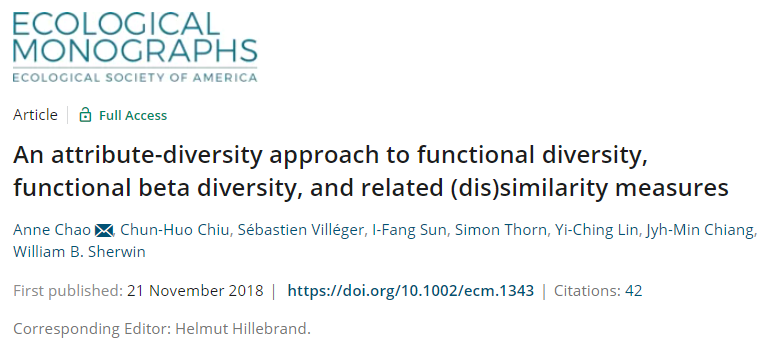 ECOLOGICAL
MONOGRAPHS
ECOLOGICAL SOCIETY OF AMERICA
Article | Full Access
An attribute-diversity approach to functional diversity,
functional beta diversity, and related (dis)similarity measures
Anne Chao, Chun-Huo Chiu, Sébastien Villéger, I-Fang Sun, Simon Thorn, Yi-Ching Lin, Jyh-Min Chiang,
William B. Sherwin
First published: 21 November 2018 | https://doi.org/10.1002/ecm.1343 | Citations: 42
Corresponding Editor: Helmut Hillebrand.